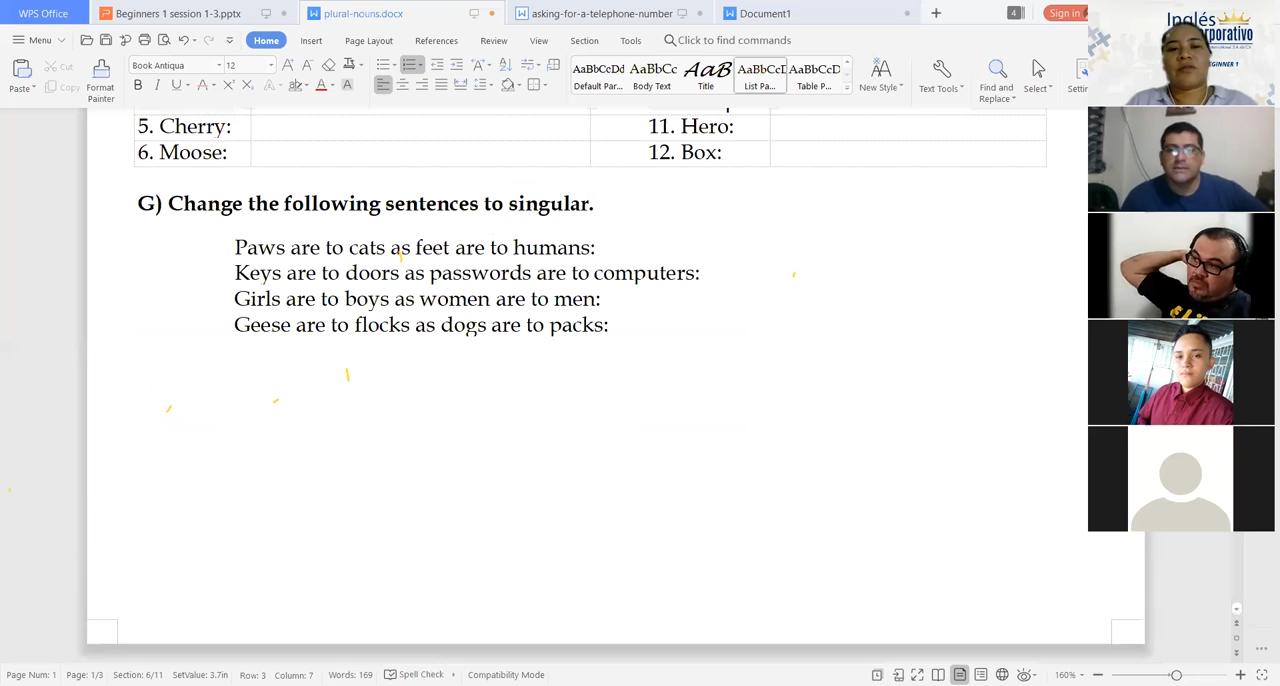 WPS Office
Beginners 1 session 1-3.pptx
plural-nouns.docx
asking-for-a-telephone-number
Document1
4
Sign in
Menu
Home
Insert
Page Layout
References
Review
View
Section
Tools
Click to find commands
Paste
Cut
Copy
Format Painter
Book Antiqua
12
AaBbCcDd
Default Par...
AaBbCc
Body Text
AaB
Title
AaBbCcI
List Pa...
AaBbCcD
Table P...
New Style
Text Tools
Find and Replace
Select
Inglés
BEGINNER 1
5. Cherry:
11. Hero:
6. Moose:
12. Box:
G) Change the following sentences to singular.
Paws are to cats as feet are to humans:
Keys are to doors as passwords are to computers:
Girls are to boys as women are to men:
Geese are to flocks as dogs are to packs:
Page Num: 1
Page: 1/3
Section: 6/11
SetValue: 3.7in
Row: 3
Column: 7
Words: 109
Spell Check
Compatibility Mode
160%